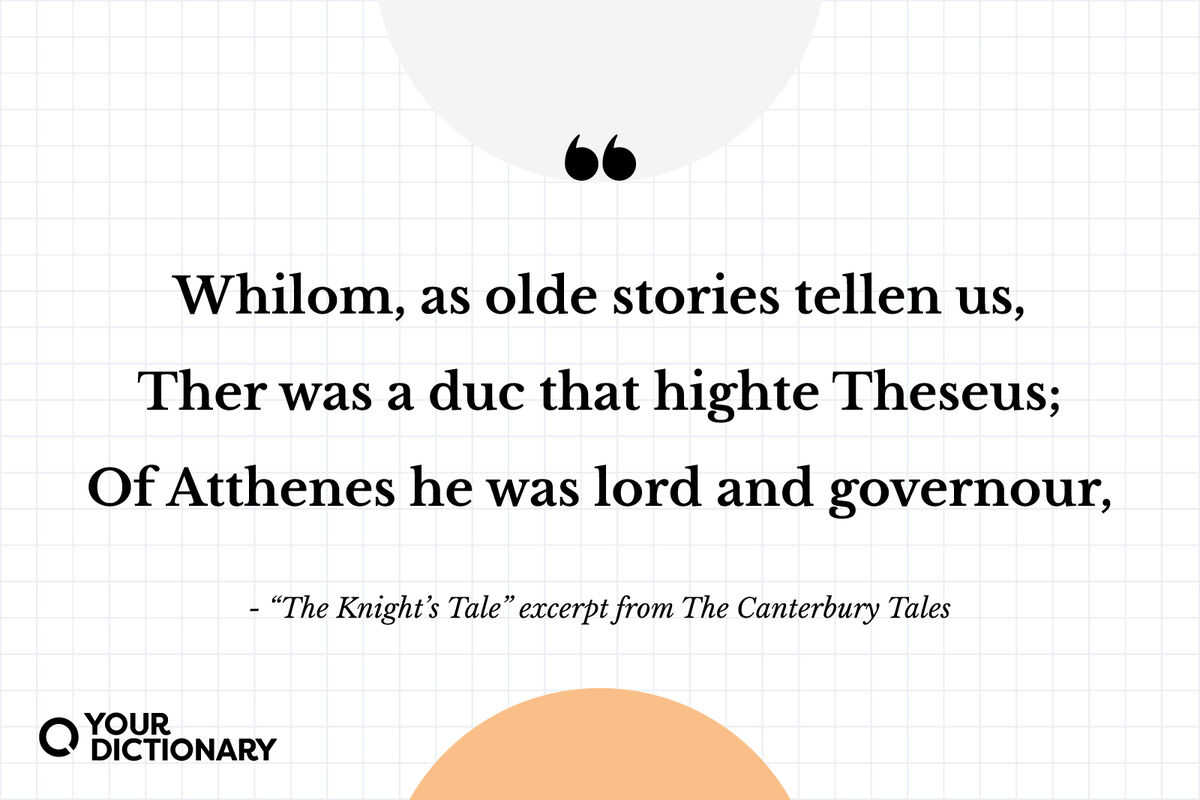 “
Whilom, as olde stories tellen us,
Ther was a duc that highte Theseus;
Of Atthenes he was lord and governour,
- “The Knight’s Tale” excerpt from The Canterbury Tales
YOUR
DICTIONARY